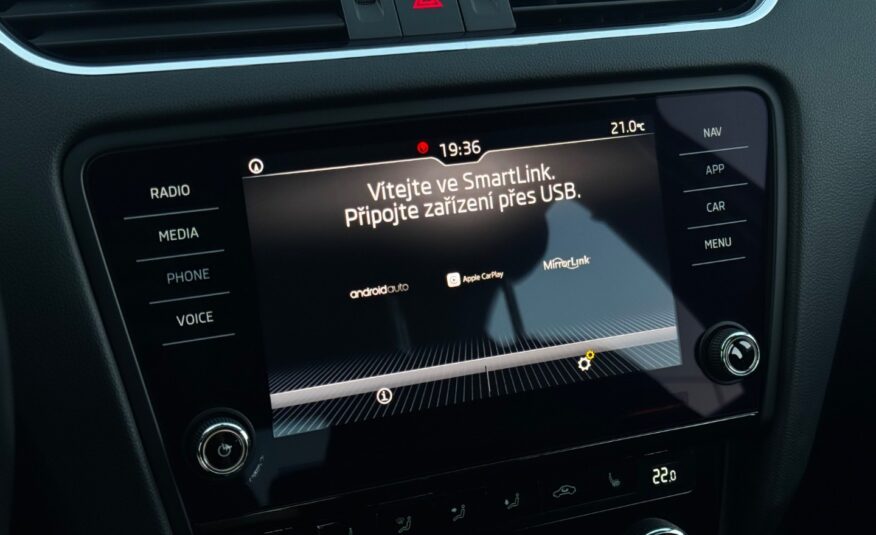 19:36
21.0°C
Vítejte ve SmartLink.
Připojte zařízení přes USB.
androidauto
Apple CarPlay
MirrorLink
RADIO
MEDIA
PHONE
VOICE
NAV
APP
CAR
MENU
22.0